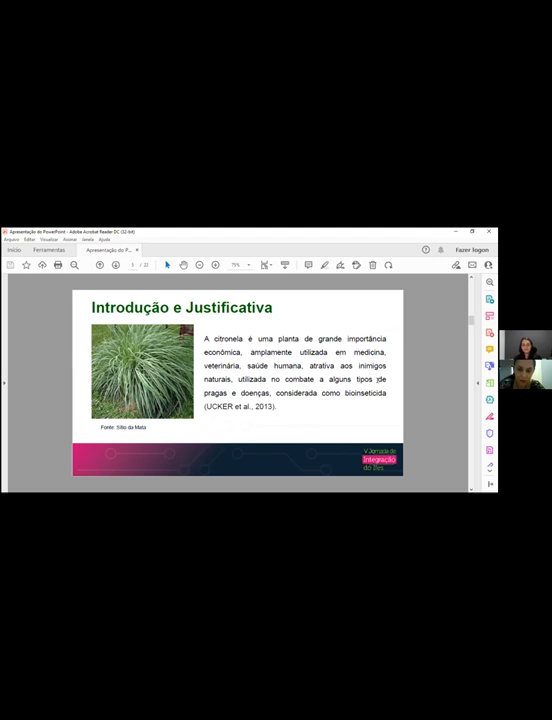 Apresentação do PowerPoint - Adobe Acrobat Reader DC (32-bit)
Arquivo Editar Visualizar Assinar Janela Ajuda
Início Ferramentas Apresentação do P... × Fazer logon
5 / 22 75%
Introdução e Justificativa
A citronela é uma planta de grande importância
econômica, amplamente utilizada em medicina,
veterinária, saúde humana, atrativa aos inimigos
naturais, utilizada no combate a alguns tipos de
pragas e doenças, considerada como bioinseticida
(UCKER et al., 2013).
Fonte: Sítio da Mata
V Jornada de
Integração
do Ifes